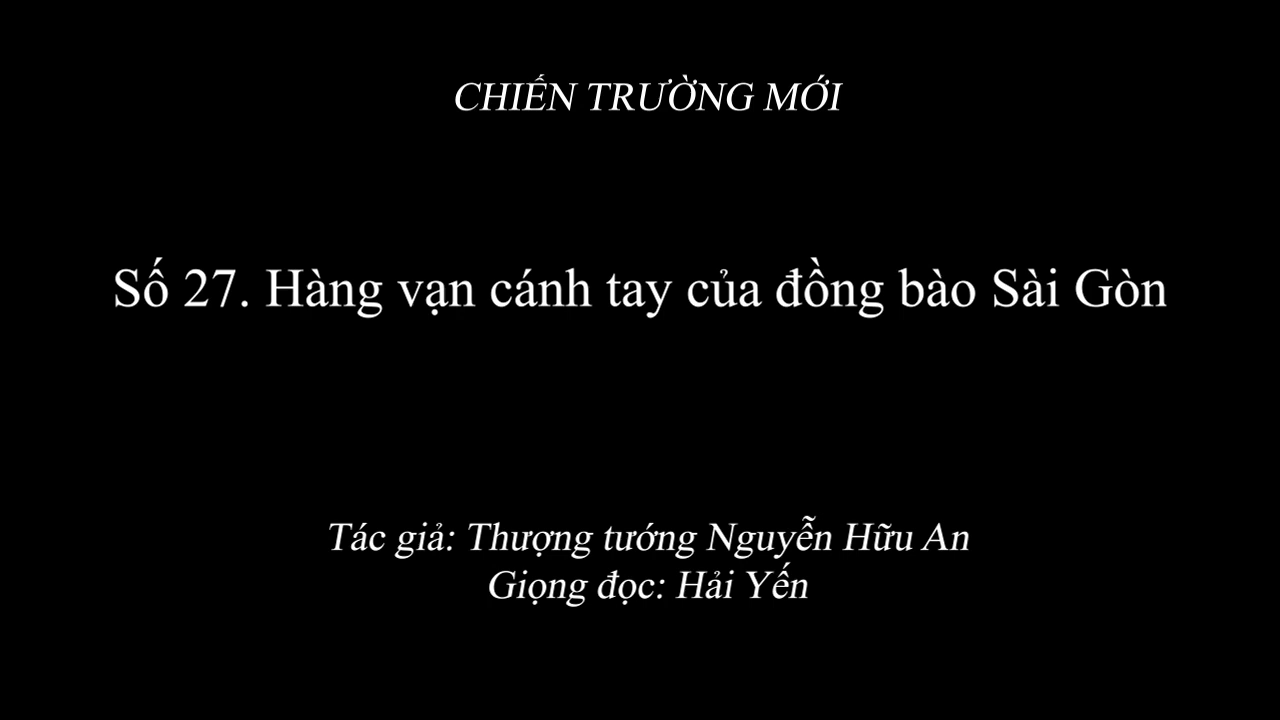 CHIẾN TRƯỜNG MỚI
Số 27. Hàng vạn cánh tay của đồng bào Sài Gòn
Tác giả: Thượng tướng Nguyễn Hữu An
Giọng đọc: Hải Yến